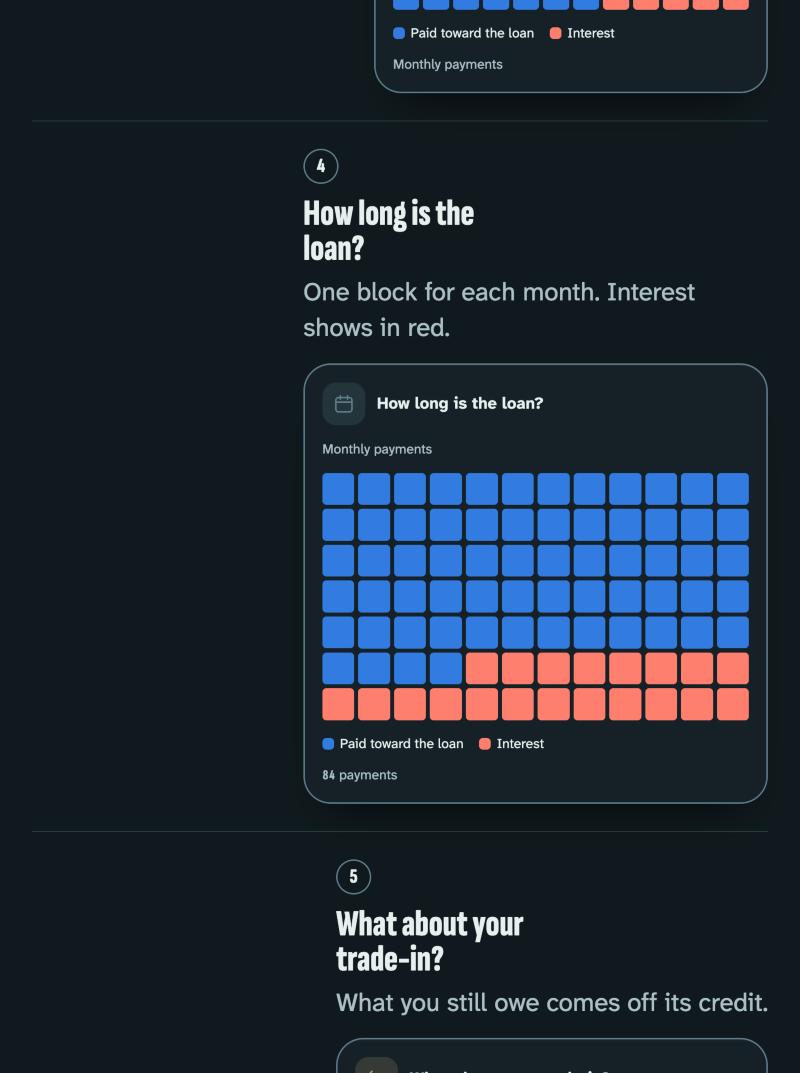 Paid toward the loan Interest
Monthly payments
4
How long is the
loan?
One block for each month. Interest
shows in red.
How long is the loan?
Monthly payments
Paid toward the loan Interest
84 payments
5
What about your
trade-in?
What you still owe comes off its credit.